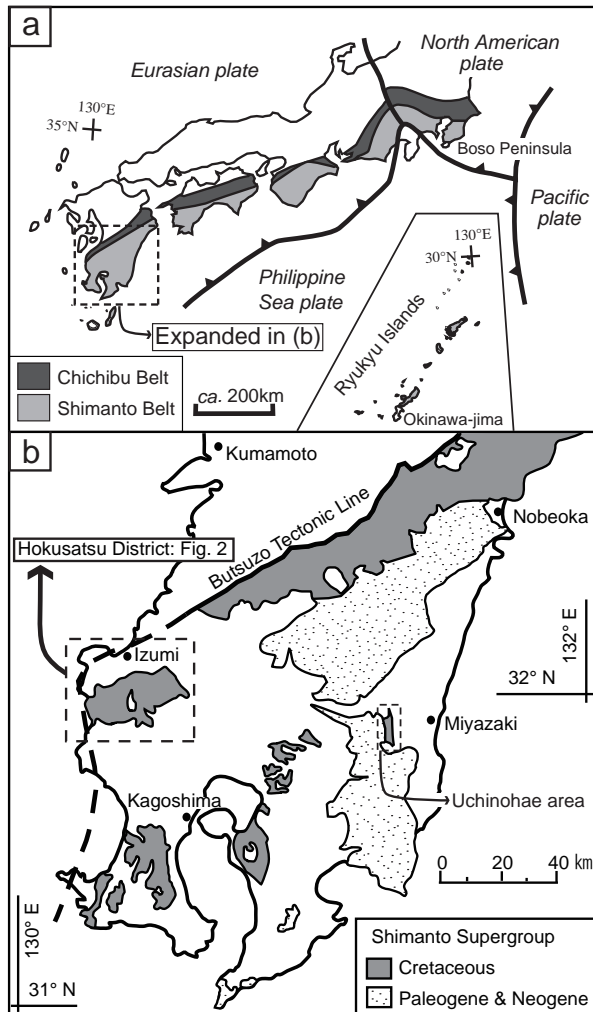 a
Eurasian plate
North American
plate
130°E
35°N
Boso Peninsula
Pacific
plate
130°E
30°N
Philippine
Sea plate
Ryukyu Islands
Expanded in (b)
Chichibu Belt
Shimanto Belt
ca. 200km
Okinawa-jima
b
Kumamoto
Butsuzo Tectonic Line
Nobeoka
Hokusatsu District: Fig. 2
132° E
32° N
Izumi
Miyazaki
Kagoshima
Uchinohae area
0 20 40 km
130° E
31° N
Shimanto Supergroup
Cretaceous
Paleogene & Neogene